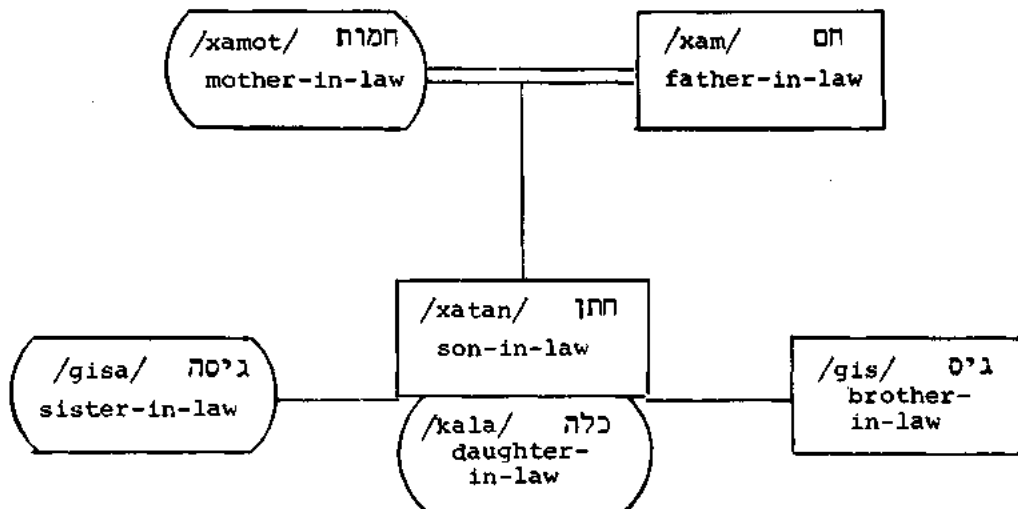 /xamot/ חמות
mother-in-law
/xam/ חם
father-in-law
/xatan/ חתן
son-in-law
/gisa/ גיסה
sister-in-law
/kala/ כלה
daughter-
in-law
/gis/ גיס
brother-
in-law